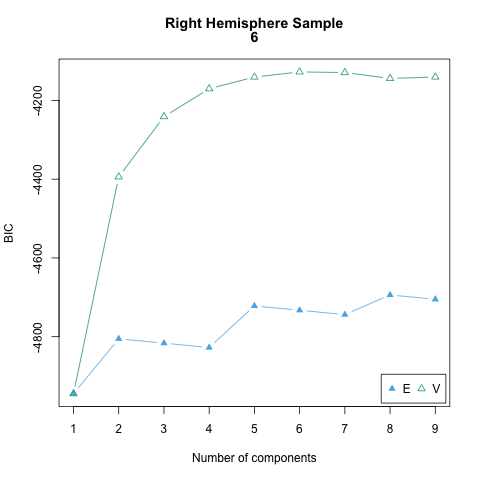 Right Hemisphere Sample
6
BIC
-4200
-4400
-4600
-4800
E V
1 2 3 4 5 6 7 8 9
Number of components